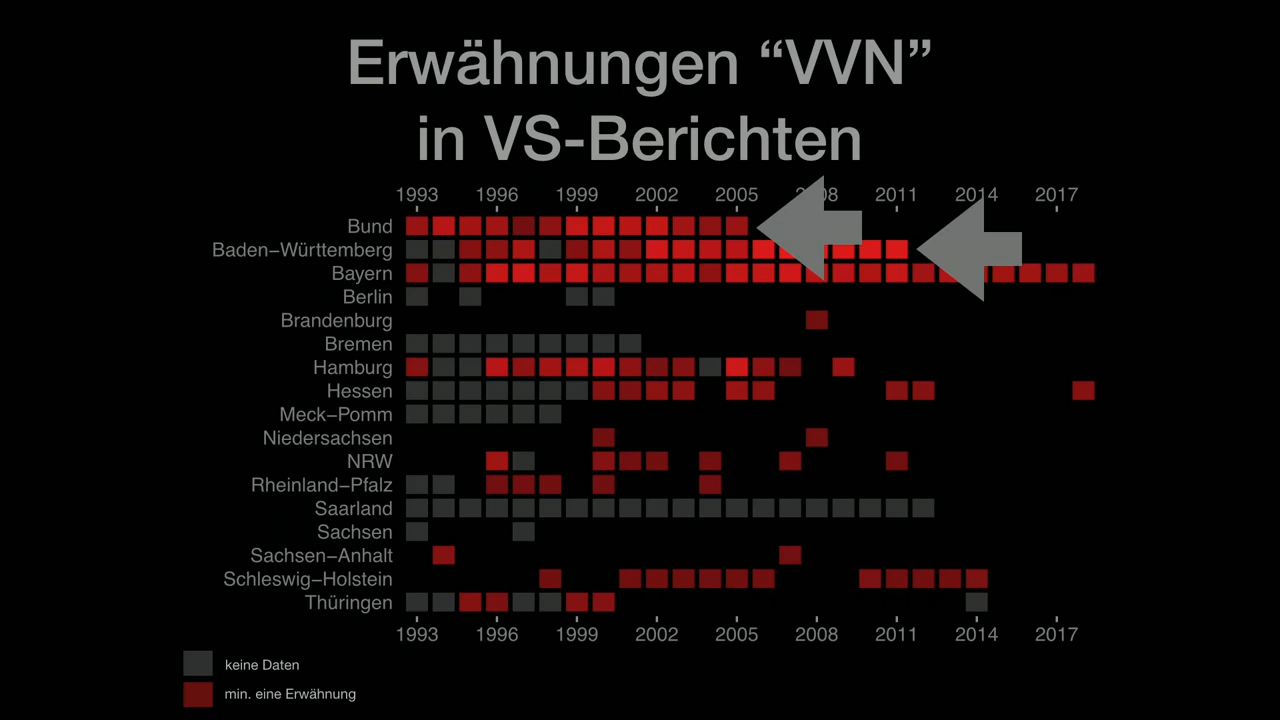 Erwähnungen “VVN”
in VS-Berichten
1993 1996 1999 2002 2005 2008 2011 2014 2017
Bund
Baden–Württemberg
Bayern
Berlin
Brandenburg
Bremen
Hamburg
Hessen
Meck–Pomm
Niedersachsen
NRW
Rheinland–Pfalz
Saarland
Sachsen
Sachsen–Anhalt
Schleswig–Holstein
Thüringen
1993 1996 1999 2002 2005 2008 2011 2014 2017
keine Daten
min. eine Erwähnung